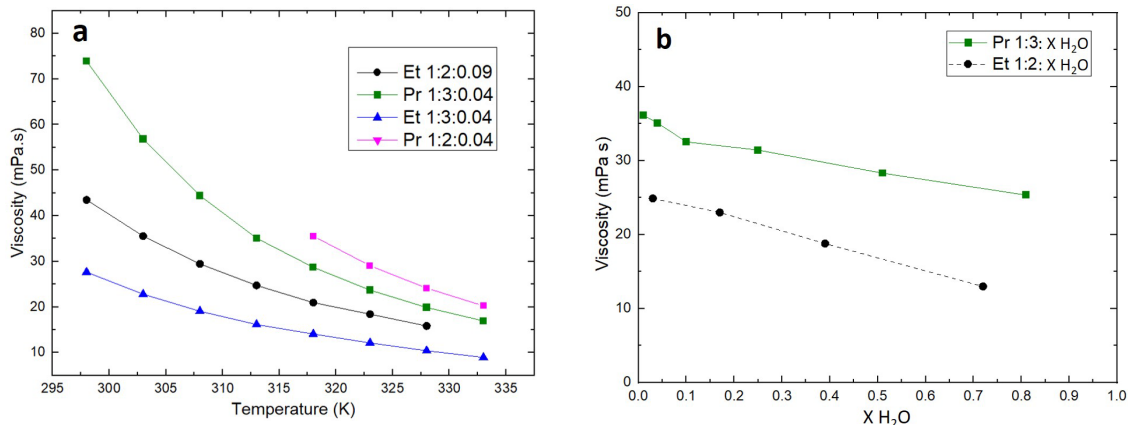 a
80
70
60
50
40
30
20
10
Viscosity (mPa.s)
Et 1:2:0.09
Pr 1:3:0.04
Et 1:3:0.04
Pr 1:2:0.04
295 300 305 310 315 320 325 330 335
Temperature (K)
b
50
40
30
20
10
0
Viscosity (mPa s)
Pr 1:3: X H₂O
Et 1:2: X H₂O
0.0 0.1 0.2 0.3 0.4 0.5 0.6 0.7 0.8 0.9 1.0
X H₂O